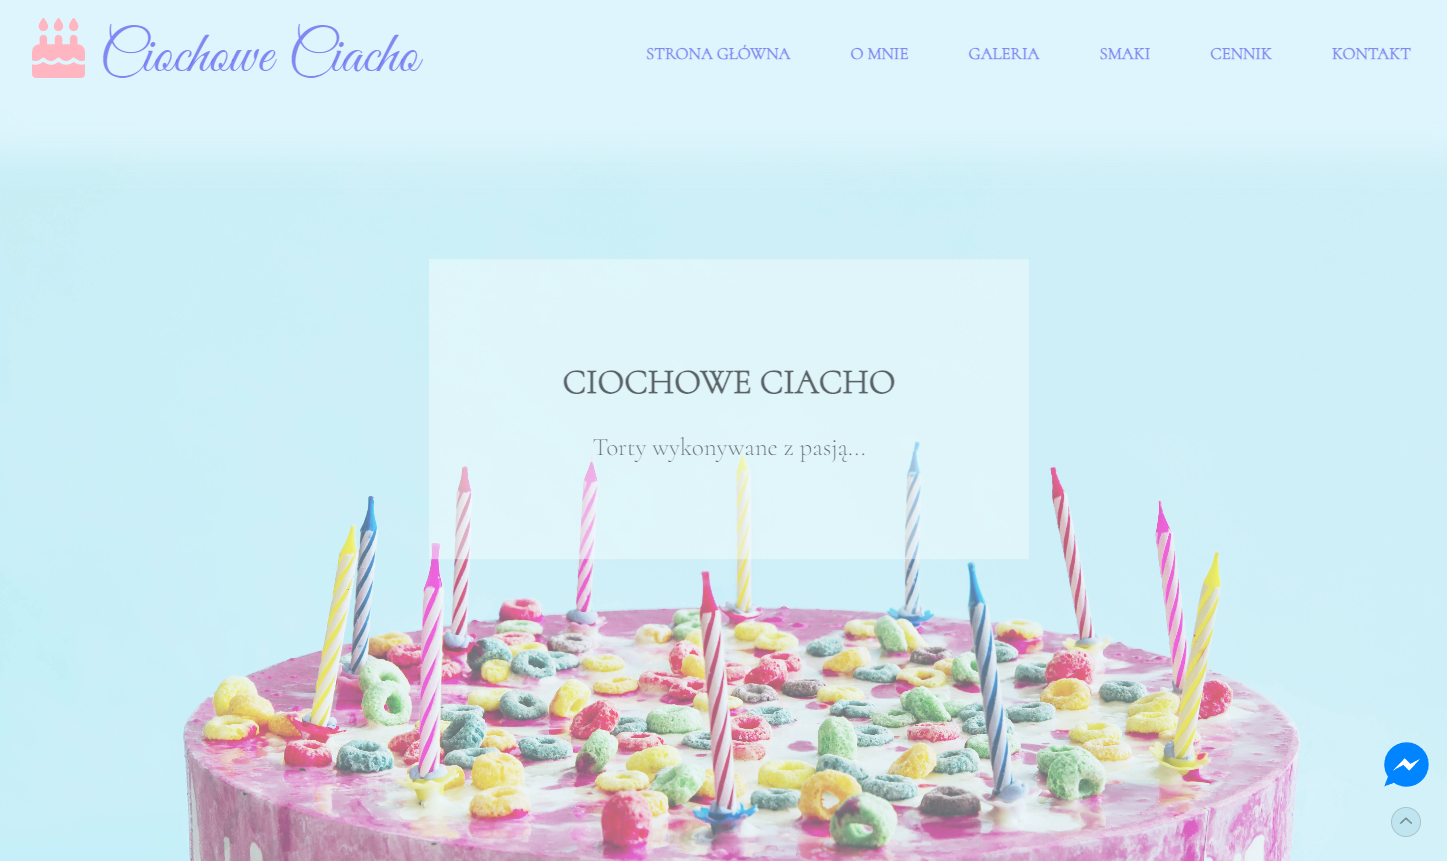 Ciochowe Ciacho
STRONA GŁÓWNA
O MNIE
GALERIA
SMAKI
CENNIK
KONTAKT
CIOCHOWE CIACHO
Torty wykonywane z pasją...